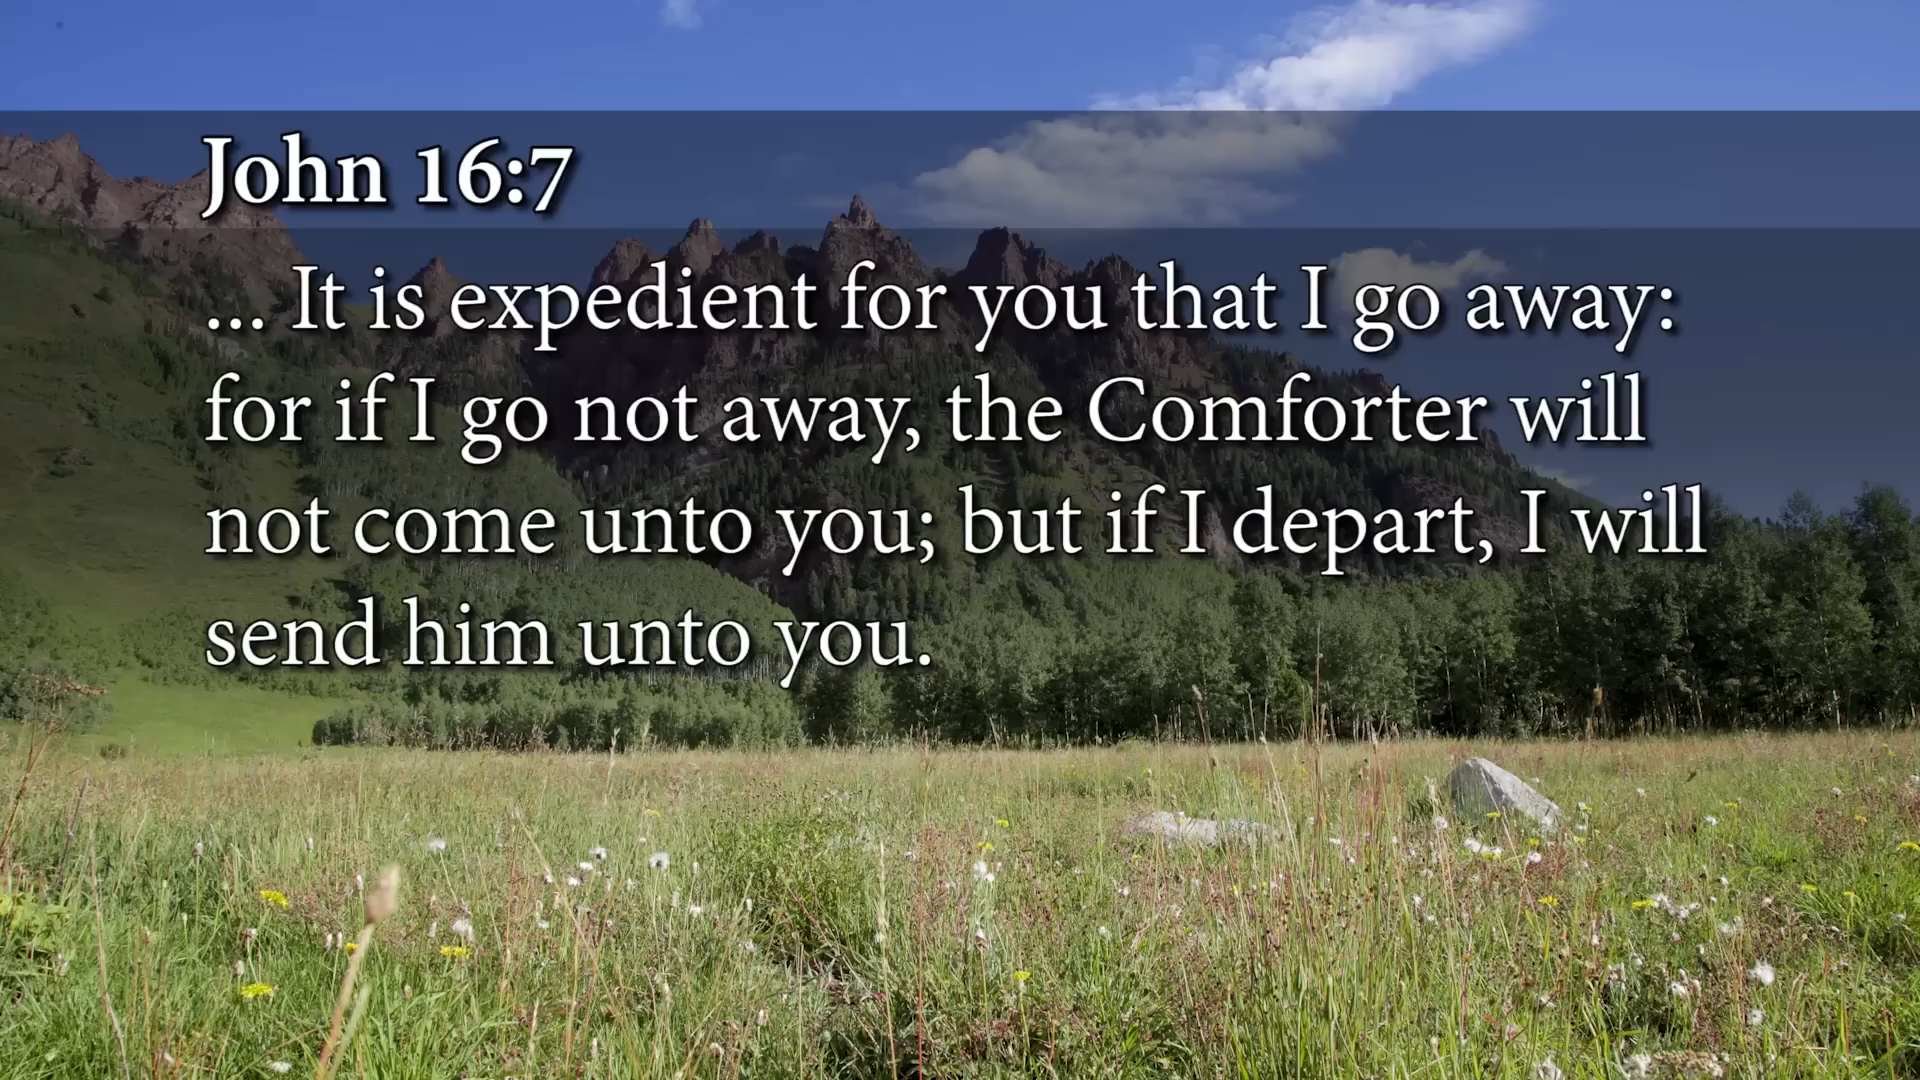 John 16:7
... It is expedient for you that I go away:
for if I go not away, the Comforter will
not come unto you; but if I depart, I will
send him unto you.